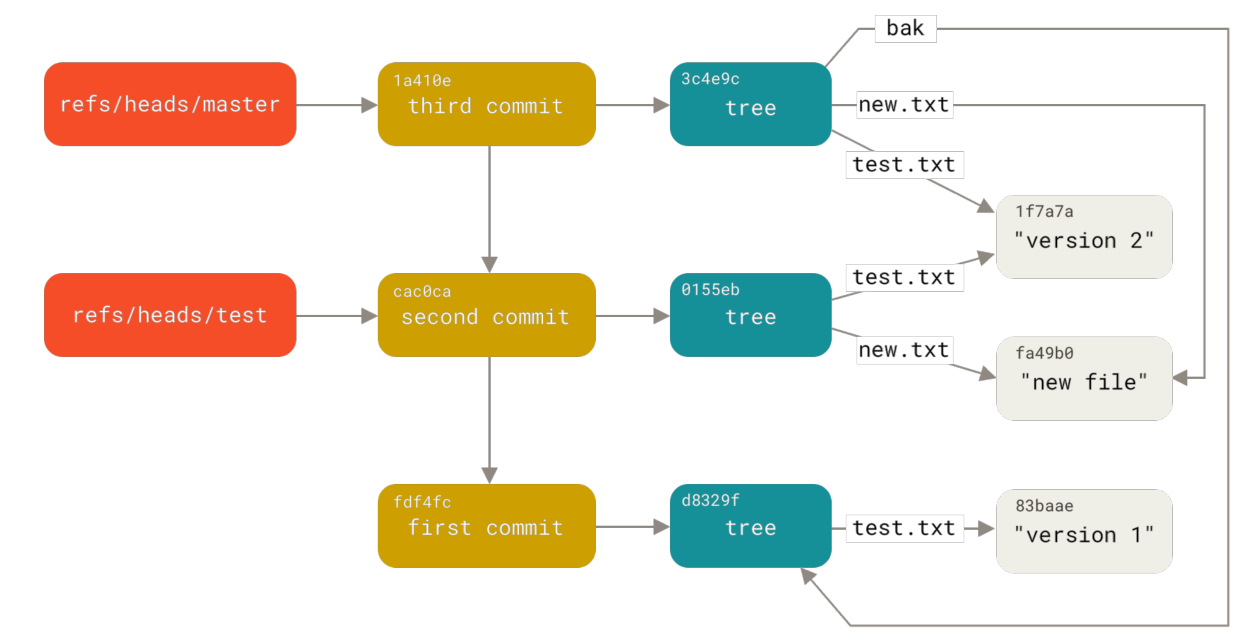 bak
refs/heads/master
1a410e
third commit
3c4e9c
tree
new.txt
test.txt
1f7a7a
"version 2"
refs/heads/test
cac0ca
second commit
0155eb
tree
test.txt
new.txt
fa49b0
"new file"
fdf4fc
first commit
d8329f
tree
test.txt
83baae
"version 1"